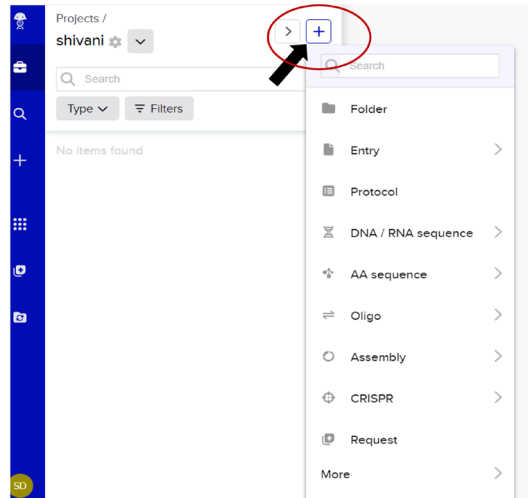 Projects /
shivani
Search
Type
Filters
No items found
Search
Folder
Entry
Protocol
DNA / RNA sequence
AA sequence
Oligo
Assembly
CRISPR
Request
More
SD